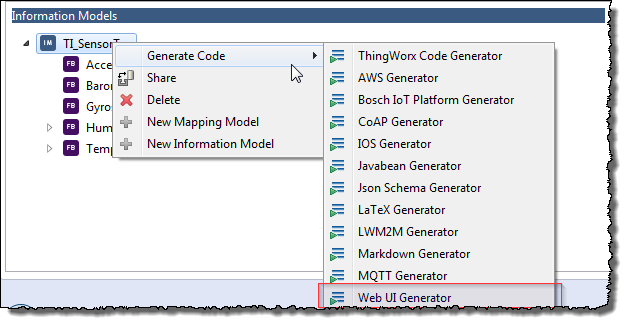 Information Models
IM TI_SensorT
Generate Code
Share
Delete
New Mapping Model
New Information Model
FB Acce
FB Baron
FB Gyro
FB Hum
FB Temp
ThingWorx Code Generator
AWS Generator
Bosch IoT Platform Generator
CoAP Generator
IOS Generator
Javabean Generator
Json Schema Generator
LaTeX Generator
LWM2M Generator
Markdown Generator
MQTT Generator
Web UI Generator